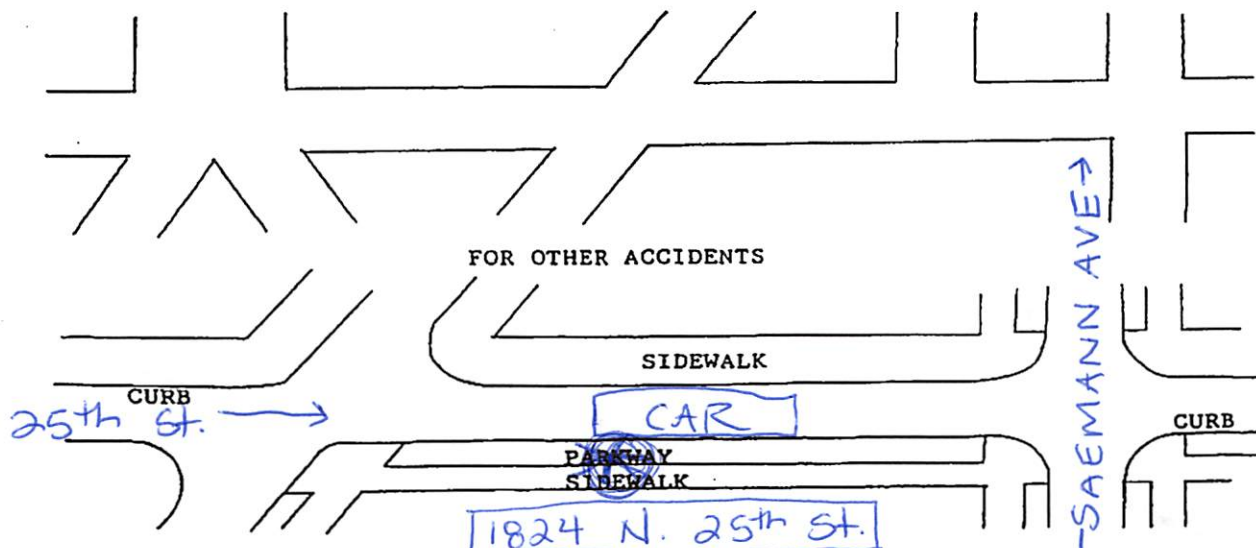 FOR OTHER ACCIDENTS
SIDEWALK
CURB
25th St. →
CAR
CURB
PARKWAY
SIDEWALK
1824 N. 25th St.
SAEMANN AVE →